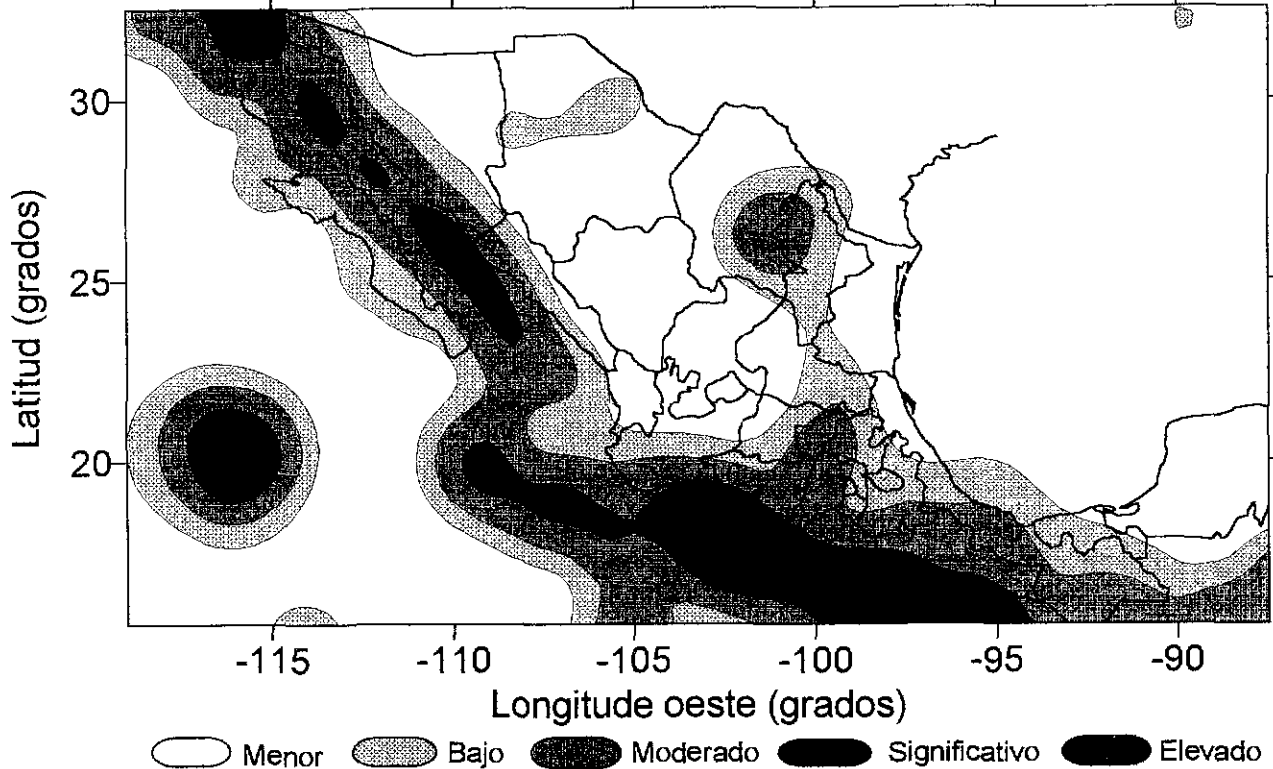 Latitud (grados)
30
25
20
-115 -110 -105 -100 -95 -90
Longitude oeste (grados)
Menor Bajo Moderado Significativo Elevado